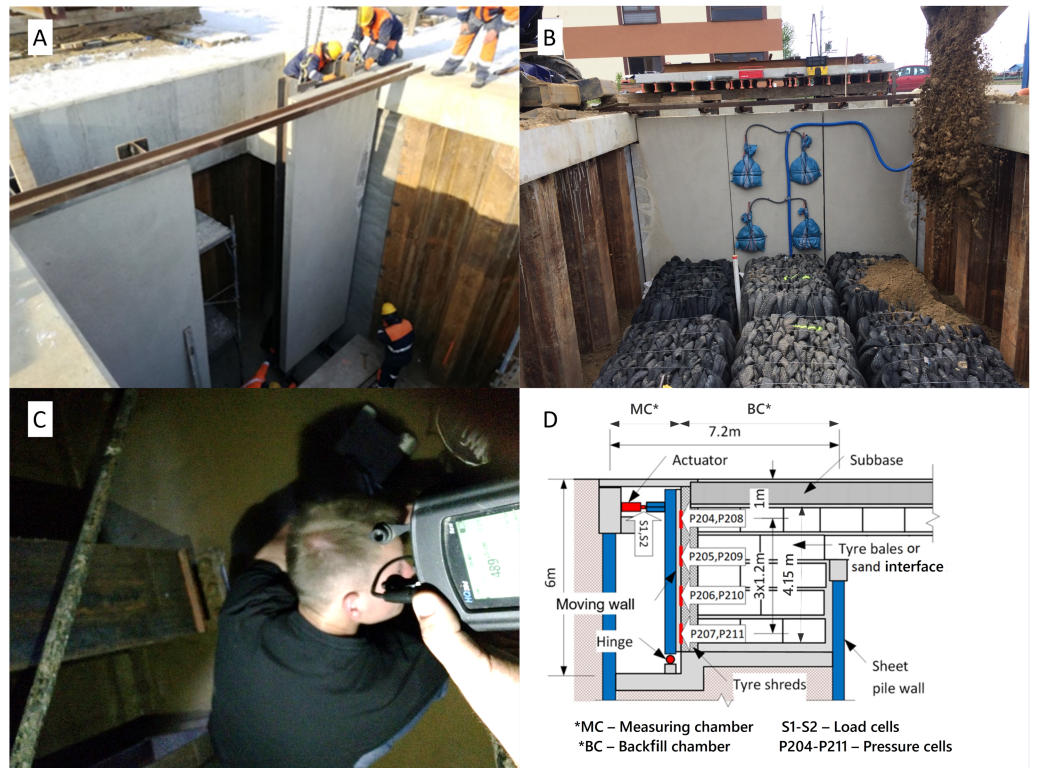 A
B
C
D
MC*
BC*
7.2m
Actuator
Subbase
1m
S1,S2
P204,P208
P205,P209
P206,P210
P207,P211
3x1.2m
4.15 m
6m
Tyre bales or
sand interface
Moving wall
Hinge
Tyre shreds
Sheet
pile wall
*MC – Measuring chamber
S1-S2 – Load cells
*BC – Backfill chamber
P204-P211 – Pressure cells